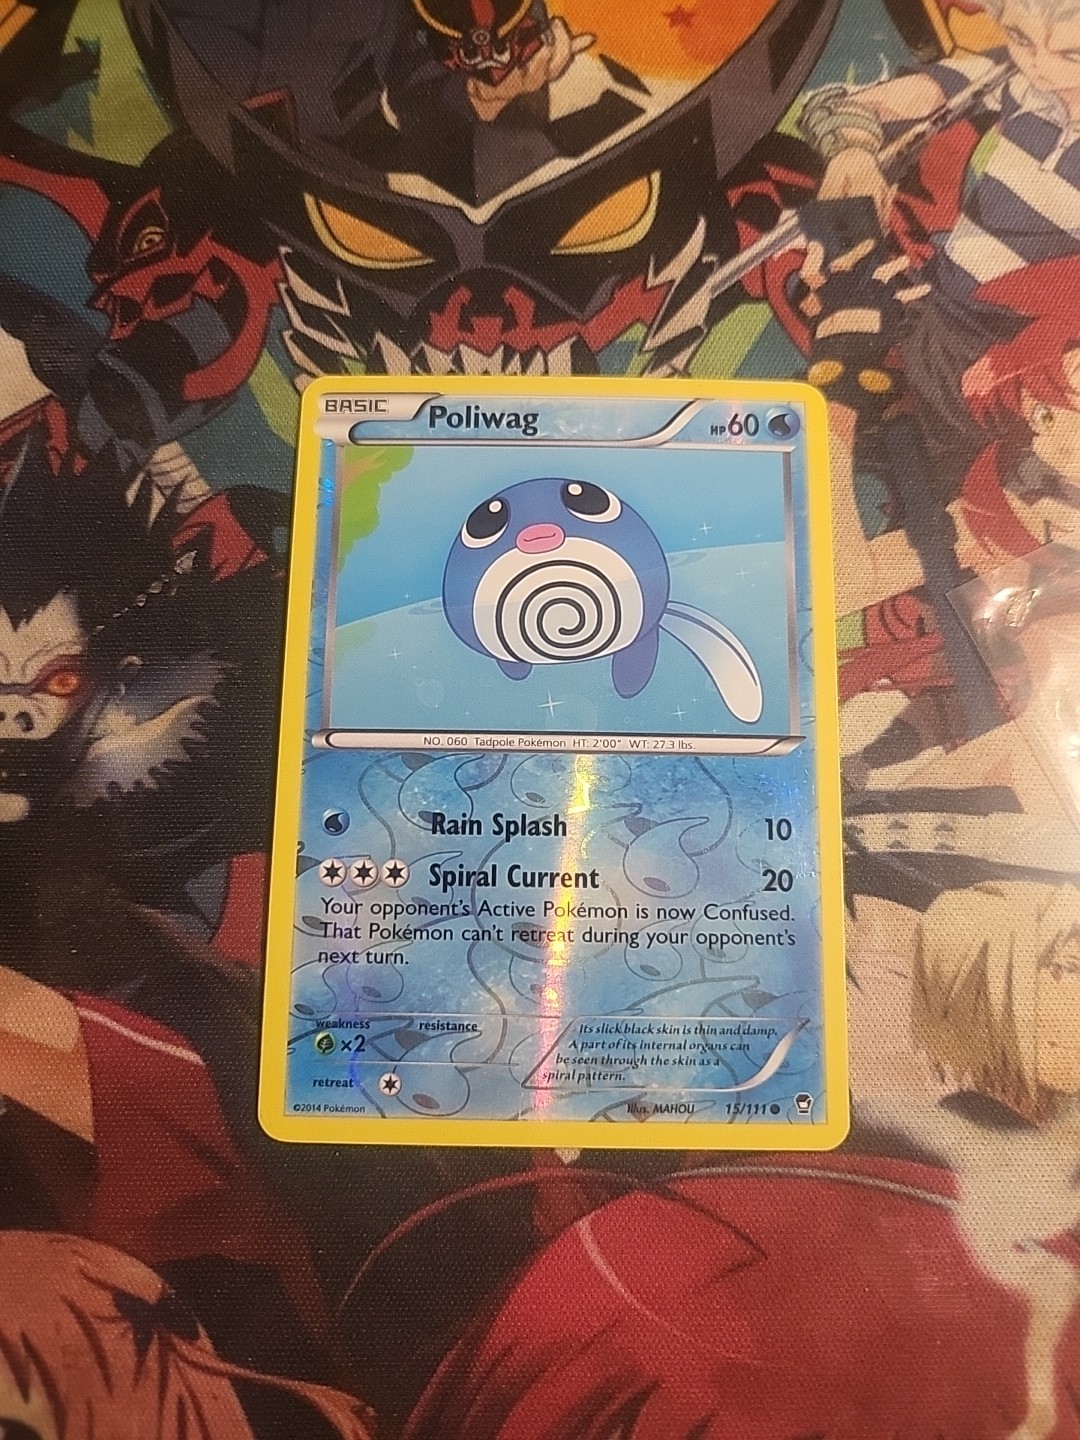 BASIC Poliwag HP60
NO. 060 Tadpole Pokémon HT: 2'00" WT: 27.3 lbs.
Rain Splash 10
Spiral Current 20
Your opponent's Active Pokémon is now Confused.
That Pokémon can't retreat during your opponent's
next turn.
weakness resistance
x2
retreat
Its slick black skin is thin and damp.
A part of its internal organs can
be seen through the skin as a
spiral pattern.
©2014 Pokémon Illus. MAHOU 15/111